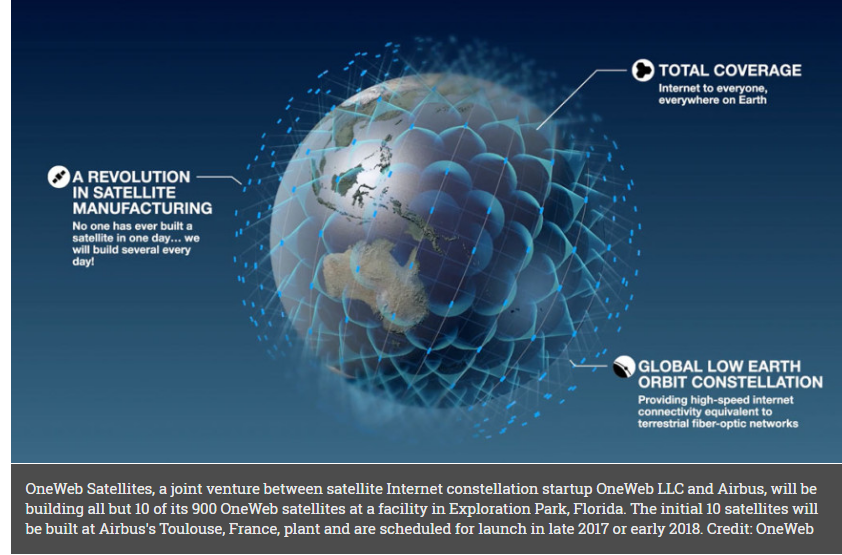 TOTAL COVERAGE
Internet to everyone,
everywhere on Earth
A REVOLUTION
IN SATELLITE
MANUFACTURING
No one has ever built a
satellite in one day... we
will build several every
day!
GLOBAL LOW EARTH
ORBIT CONSTELLATION
Providing high-speed internet
connectivity equivalent to
terrestrial fiber-optic networks
OneWeb Satellites, a joint venture between satellite Internet constellation startup OneWeb LLC and Airbus, will be
building all but 10 of its 900 OneWeb satellites at a facility in Exploration Park, Florida. The initial 10 satellites will
be built at Airbus's Toulouse, France, plant and are scheduled for launch in late 2017 or early 2018. Credit: OneWeb